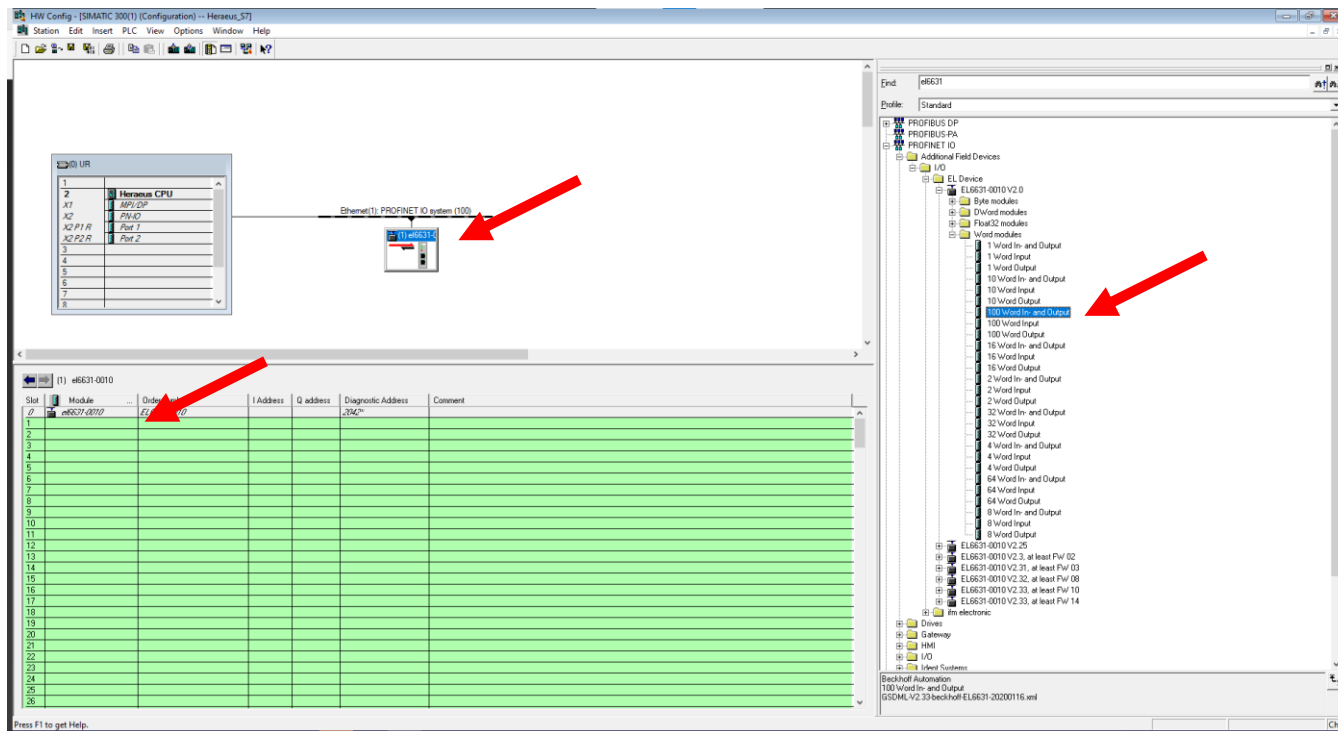 HW Config - [SIMATIC 300(1) (Configuration) -- Heraeus_S7]
Station Edit Insert PLC View Options Window Help
(0) UR
1
2 Heraeus CPU
X1 MPI/DP
X2 PN-IO
X2 P1 R Port 1
X2 P2 R Port 2
3
4
5
6
7
8
Ethernet(1): PROFINET IO system (100)
(1) el6631-0
(1) el6631-0010
Slot Module ... I Address Q address Diagnostic Address Comment
0 el6631-0010 2042*
1
2
3
4
5
6
7
8
9
10
11
12
13
14
15
16
17
18
19
20
21
22
23
24
25
26
Find: el6631
Profile: Standard
PROFIBUS DP
PROFIBUS-PA
PROFINET IO
Additional Field Devices
I/O
EL Device
EL6631-0010 V2.0
Byte modules
DWord modules
Float32 modules
Word modules
1 Word In- and Output
1 Word Input
1 Word Output
10 Word In- and Output
10 Word Input
10 Word Output
100 Word In- and Output
100 Word Input
100 Word Output
16 Word In- and Output
16 Word Input
16 Word Output
2 Word In- and Output
2 Word Input
2 Word Output
32 Word In- and Output
32 Word Input
32 Word Output
4 Word In- and Output
4 Word Input
4 Word Output
64 Word In- and Output
64 Word Input
64 Word Output
8 Word In- and Output
8 Word Input
8 Word Output
EL6631-0010 V2.25
EL6631-0010 V2.3, at least FW 02
EL6631-0010 V2.31, at least FW 03
EL6631-0010 V2.32, at least FW 08
EL6631-0010 V2.33, at least FW 10
EL6631-0010 V2.33, at least FW 14
ifm electronic
Drives
Gateway
HMI
I/O
Ident Systems
Beckhoff Automation
100 Word In- and Output
GSDML-V2.33-beckhoff-EL6631-20200116.xml
Press F1 to get Help.
Ch